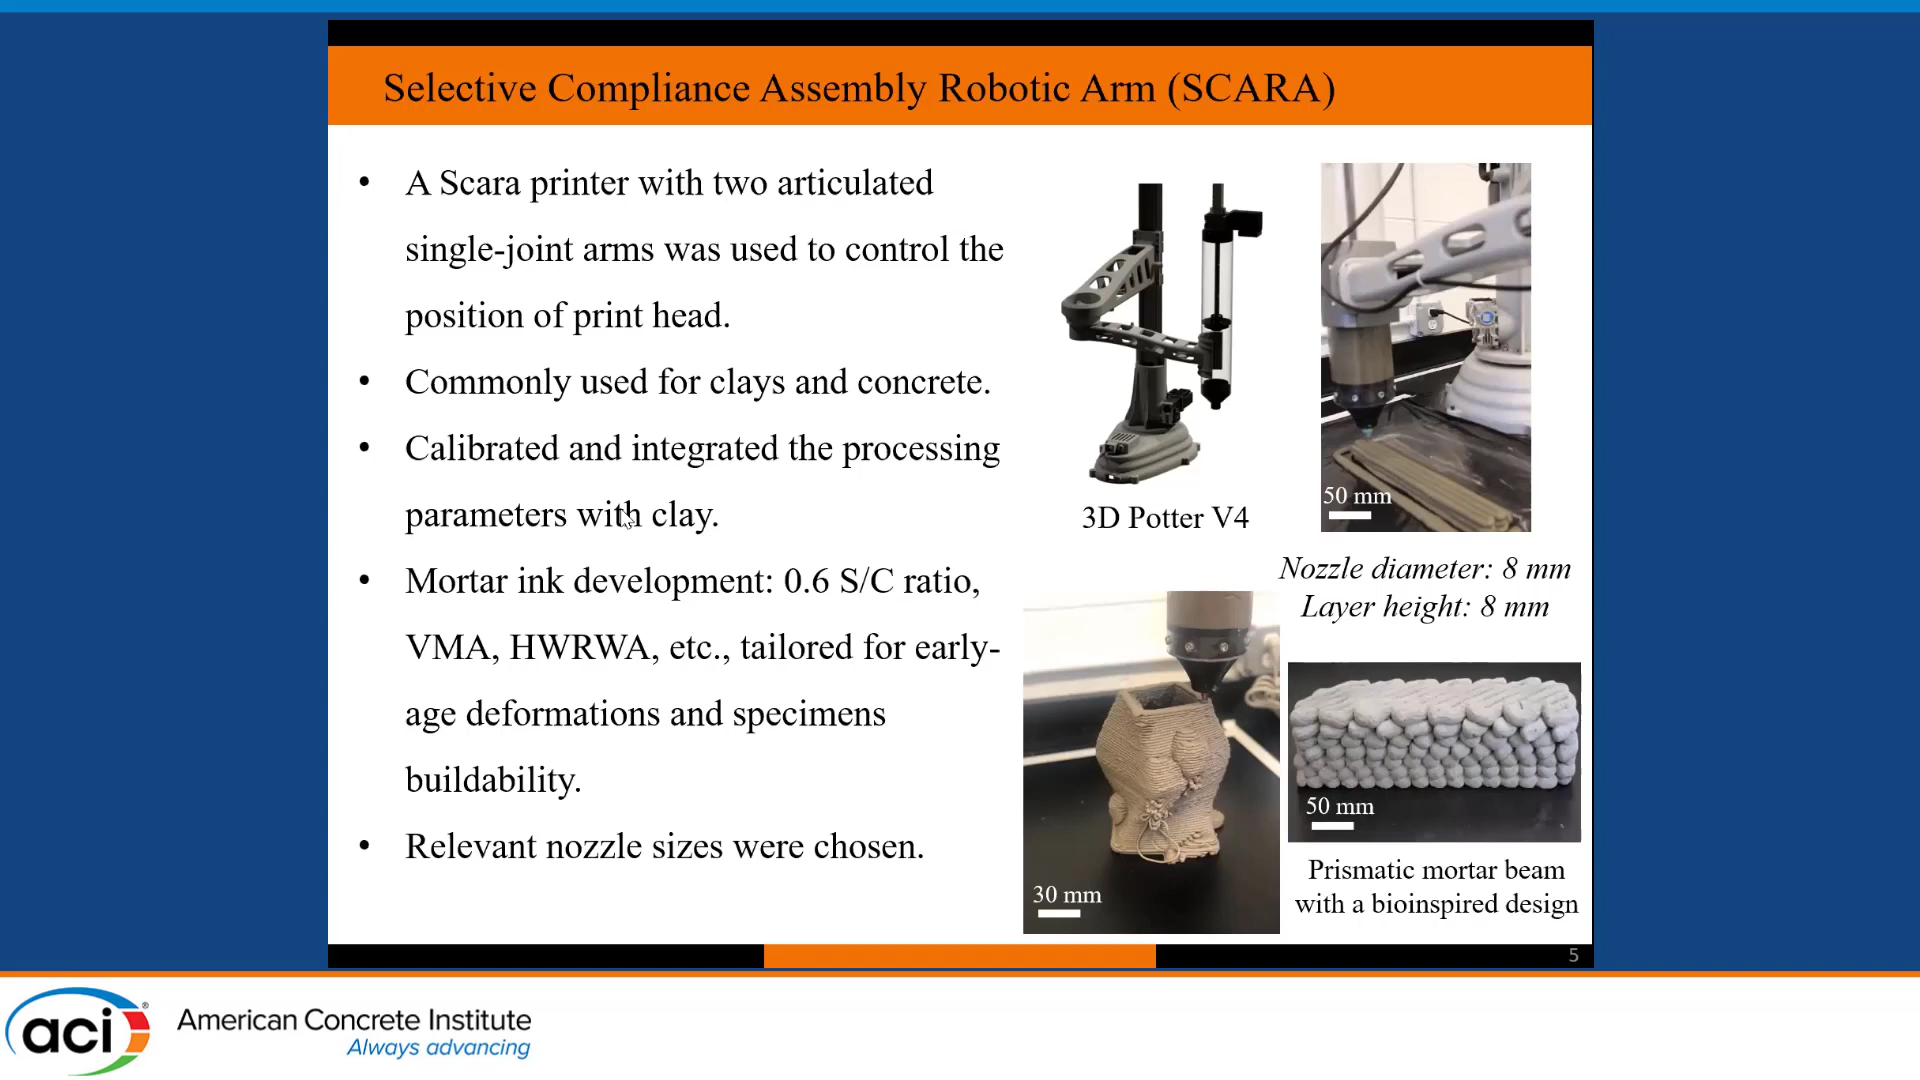 Selective Compliance Assembly Robotic Arm (SCARA)
• A Scara printer with two articulated
single-joint arms was used to control the
position of print head.
• Commonly used for clays and concrete.
• Calibrated and integrated the processing
parameters with clay.
• Mortar ink development: 0.6 S/C ratio,
VMA, HWRWA, etc., tailored for early-
age deformations and specimens
buildability.
• Relevant nozzle sizes were chosen.
3D Potter V4
50 mm
Nozzle diameter: 8 mm
Layer height: 8 mm
30 mm
50 mm
Prismatic mortar beam
with a bioinspired design
5
aci®
American Concrete Institute
Always advancing